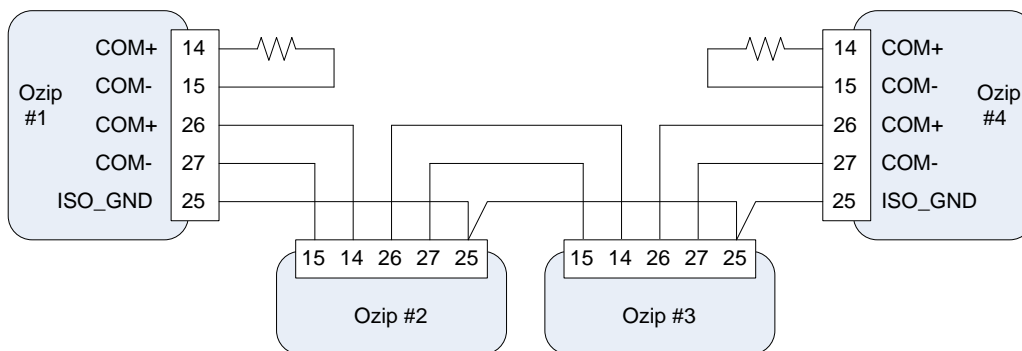 Ozip
#1
COM+ 14
COM- 15
COM+ 26
COM- 27
ISO_GND 25
14 COM+
15 COM-
26 COM+
27 COM-
25 ISO_GND
Ozip
#4
15 14 26 27 25
Ozip #2
15 14 26 27 25
Ozip #3